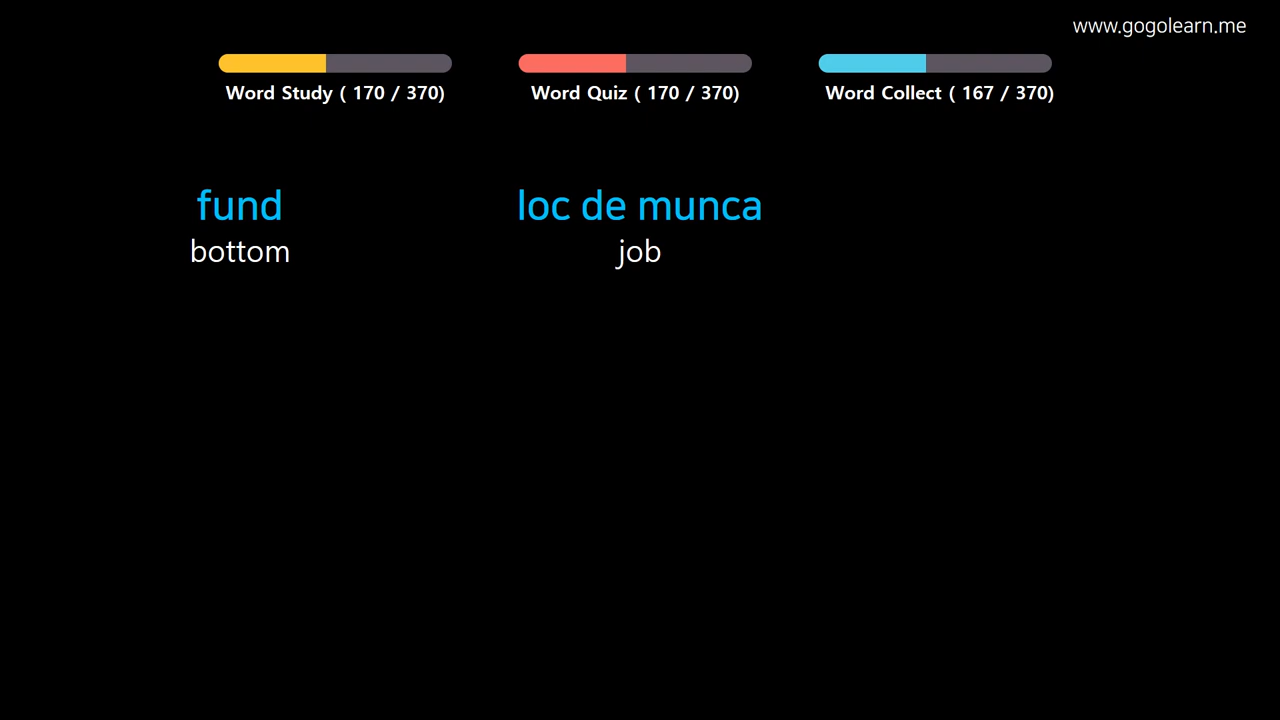 www.gogolearn.me
Word Study ( 170 / 370)
Word Quiz ( 170 / 370)
Word Collect ( 167 / 370)
fund
bottom
loc de munca
job